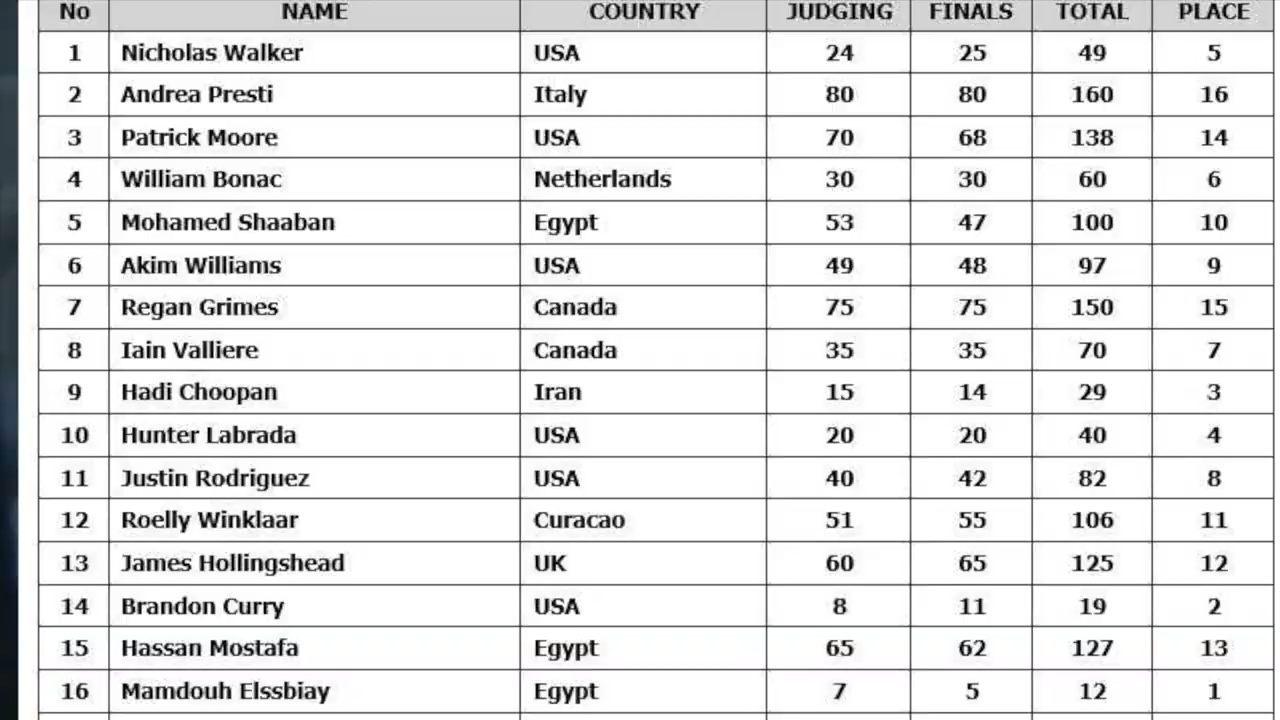 No NAME COUNTRY JUDGING FINALS TOTAL PLACE
1 Nicholas Walker USA 24 25 49 5
2 Andrea Presti Italy 80 80 160 16
3 Patrick Moore USA 70 68 138 14
4 William Bonac Netherlands 30 30 60 6
5 Mohamed Shaaban Egypt 53 47 100 10
6 Akim Williams USA 49 48 97 9
7 Regan Grimes Canada 75 75 150 15
8 Iain Valliere Canada 35 35 70 7
9 Hadi Choopan Iran 15 14 29 3
10 Hunter Labrada USA 20 20 40 4
11 Justin Rodriguez USA 40 42 82 8
12 Roelly Winklaar Curacao 51 55 106 11
13 James Hollingshead UK 60 65 125 12
14 Brandon Curry USA 8 11 19 2
15 Hassan Mostafa Egypt 65 62 127 13
16 Mamdouh Elssbiay Egypt 7 5 12 1